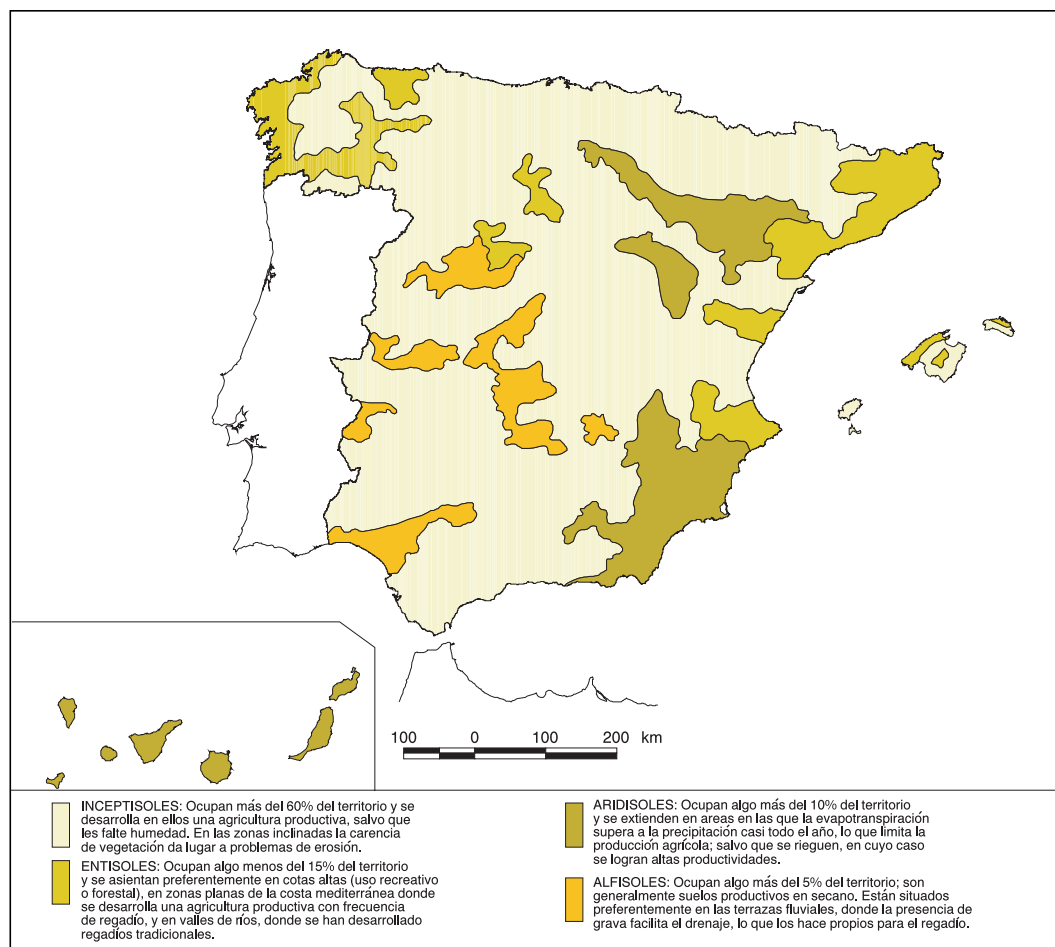 100 0 100 200 km
INCEPTISOLES: Ocupan más del 60% del territorio y se
desarrolla en ellos una agricultura productiva, salvo que
les falte humedad. En las zonas inclinadas la carencia
de vegetación da lugar a problemas de erosión.
ENTISOLES: Ocupan algo menos del 15% del territorio
y se asientan preferentemente en cotas altas (uso recreativo
o forestal), en zonas planas de la costa mediterránea donde
se desarrolla una agricultura productiva con frecuencia
de regadío, y en valles de ríos, donde se han desarrollado
regadíos tradicionales.
ARIDISOLES: Ocupan algo más del 10% del territorio
y se extienden en areas en las que la evapotranspiración
supera a la precipitación casi todo el año, lo que limita la
producción agrícola; salvo que se rieguen, en cuyo caso
se logran altas productividades.
ALFISOLES: Ocupan algo más del 5% del territorio; son
generalmente suelos productivos en secano. Están situados
preferentemente en las terrazas fluviales, donde la presencia de
grava facilita el drenaje, lo que los hace propios para el regadío.